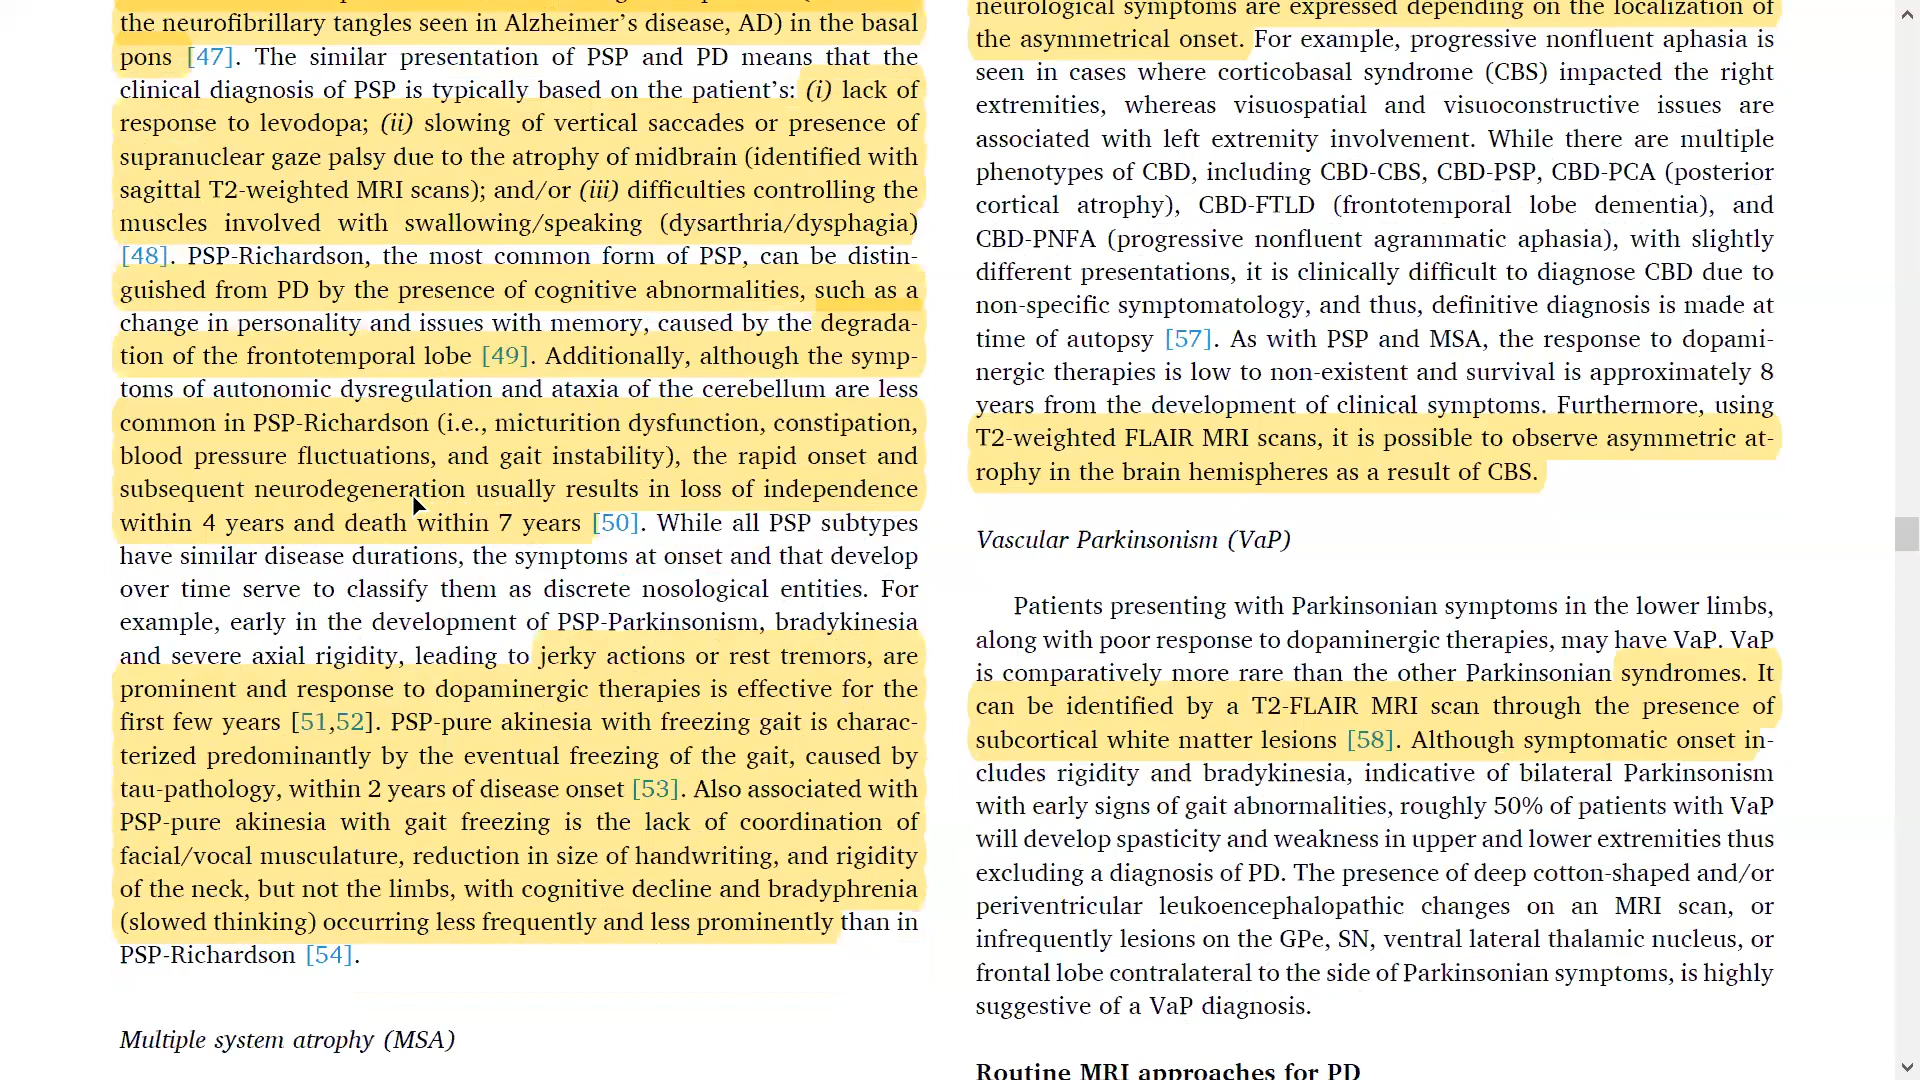 the neurofibrillary tangles seen in Alzheimer's disease, AD) in the basal
pons [47]. The similar presentation of PSP and PD means that the
clinical diagnosis of PSP is typically based on the patient's: (i) lack of
response to levodopa; (ii) slowing of vertical saccades or presence of
supranuclear gaze palsy due to the atrophy of midbrain (identified with
sagittal T2-weighted MRI scans); and/or (iii) difficulties controlling the
muscles involved with swallowing/speaking (dysarthria/dysphagia)
[48]. PSP-Richardson, the most common form of PSP, can be distin-
guished from PD by the presence of cognitive abnormalities, such as a
change in personality and issues with memory, caused by the degrada-
tion of the frontotemporal lobe [49]. Additionally, although the symp-
toms of autonomic dysregulation and ataxia of the cerebellum are less
common in PSP-Richardson (i.e., micturition dysfunction, constipation,
blood pressure fluctuations, and gait instability), the rapid onset and
subsequent neurodegeneration usually results in loss of independence
within 4 years and death within 7 years [50]. While all PSP subtypes
have similar disease durations, the symptoms at onset and that develop
over time serve to classify them as discrete nosological entities. For
example, early in the development of PSP-Parkinsonism, bradykinesia
and severe axial rigidity, leading to jerky actions or rest tremors, are
prominent and response to dopaminergic therapies is effective for the
first few years [51,52]. PSP-pure akinesia with freezing gait is charac-
terized predominantly by the eventual freezing of the gait, caused by
tau-pathology, within 2 years of disease onset [53]. Also associated with
PSP-pure akinesia with gait freezing is the lack of coordination of
facial/vocal musculature, reduction in size of handwriting, and rigidity
of the neck, but not the limbs, with cognitive decline and bradyphrenia
(slowed thinking) occurring less frequently and less prominently than in
PSP-Richardson [54].
Multiple system atrophy (MSA)
neurological symptoms are expressed depending on the localization of
the asymmetrical onset. For example, progressive nonfluent aphasia is
seen in cases where corticobasal syndrome (CBS) impacted the right
extremities, whereas visuospatial and visuoconstructive issues are
associated with left extremity involvement. While there are multiple
phenotypes of CBD, including CBD-CBS, CBD-PSP, CBD-PCA (posterior
cortical atrophy), CBD-FTLD (frontotemporal lobe dementia), and
CBD-PNFA (progressive nonfluent agrammatic aphasia), with slightly
different presentations, it is clinically difficult to diagnose CBD due to
non-specific symptomatology, and thus, definitive diagnosis is made at
time of autopsy [57]. As with PSP and MSA, the response to dopami-
nergic therapies is low to non-existent and survival is approximately 8
years from the development of clinical symptoms. Furthermore, using
T2-weighted FLAIR MRI scans, it is possible to observe asymmetric at-
rophy in the brain hemispheres as a result of CBS.
Vascular Parkinsonism (VaP)
Patients presenting with Parkinsonian symptoms in the lower limbs,
along with poor response to dopaminergic therapies, may have VaP. VaP
is comparatively more rare than the other Parkinsonian syndromes. It
can be identified by a T2-FLAIR MRI scan through the presence of
subcortical white matter lesions [58]. Although symptomatic onset in-
cludes rigidity and bradykinesia, indicative of bilateral Parkinsonism
with early signs of gait abnormalities, roughly 50% of patients with VaP
will develop spasticity and weakness in upper and lower extremities thus
excluding a diagnosis of PD. The presence of deep cotton-shaped and/or
periventricular leukoencephalopathic changes on an MRI scan, or
infrequently lesions on the GPe, SN, ventral lateral thalamic nucleus, or
frontal lobe contralateral to the side of Parkinsonian symptoms, is highly
suggestive of a VaP diagnosis.
Routine MRI approaches for PD